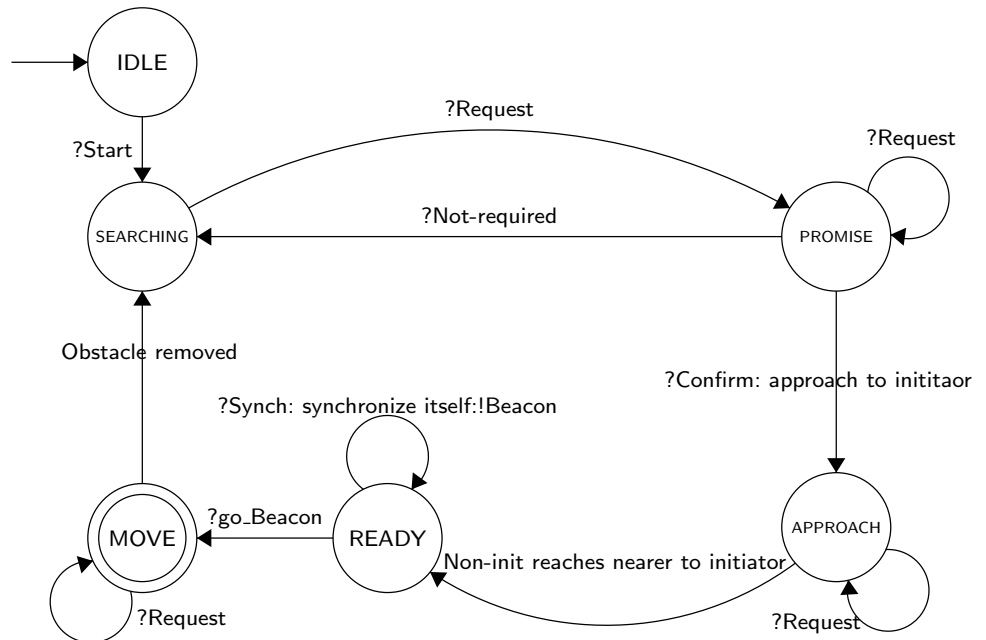 IDLE
?Request
?Start
?Request
?Not-required
SEARCHING
PROMISE
Obstacle removed
?Confirm: approach to inititaor
?Synch: synchronize itself:!Beacon
?go_Beacon
APPROACH
MOVE
READY
Non-init reaches nearer to initiator
?Request
?Request